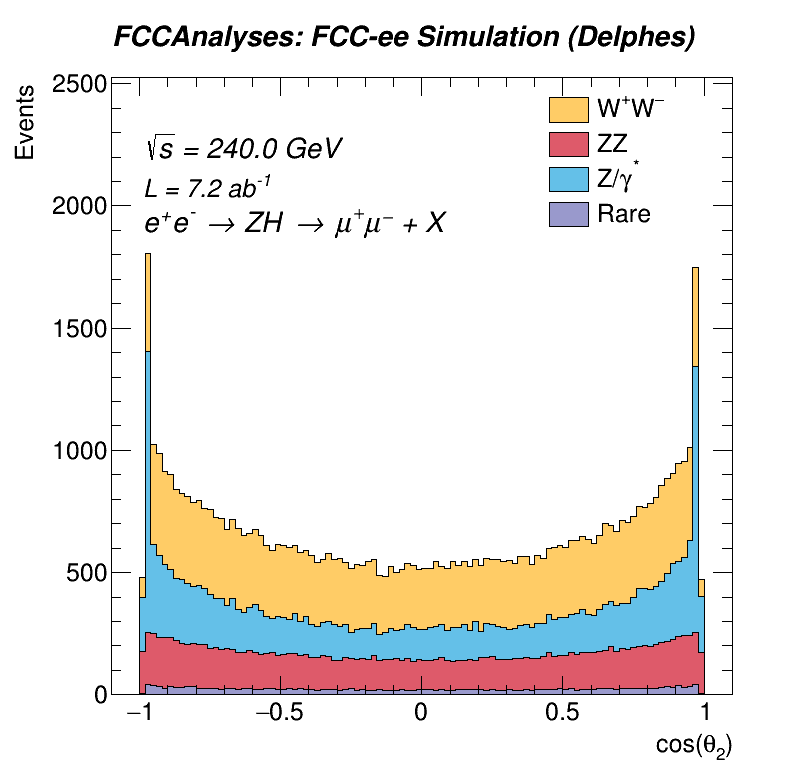 FCCAnalyses: FCC-ee Simulation (Delphes)
Events
2500
2000
1500
1000
500
0
√s = 240.0 GeV
L = 7.2 ab⁻¹
e⁺e⁻ → ZH → μ⁺μ⁻ + X
W⁺W⁻
ZZ
Z/γ*
Rare
−1 −0.5 0 0.5 1
cos(θ₂)